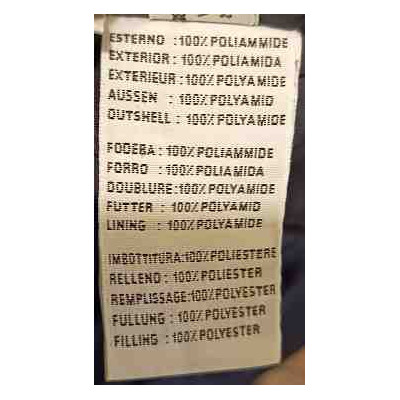 ESTERNO :100% POLIAMMIDE
EXTERIOR : 100% POLIAMIDA
EXTERIEUR : 100% POLYAMIDE
AUSSEN : 100% POLYAMID
OUTSHELL : 100% POLYAMIDE
FODERA : 100% POLIAMMIDE
FORRO : 100% POLIAMIDA
DOUBLURE: 100% POLYAMIDE
FUTTER : 100% POLYAMID
LINING : 100% POLYAMIDE
IMBOTTITURA:100% POLIESTERE
RELLENO : 100% POLIESTER
REMPLISSAGE:100% POLYESTER
FULLUNG : 100% POLYESTER
FILLING : 100% POLYESTER